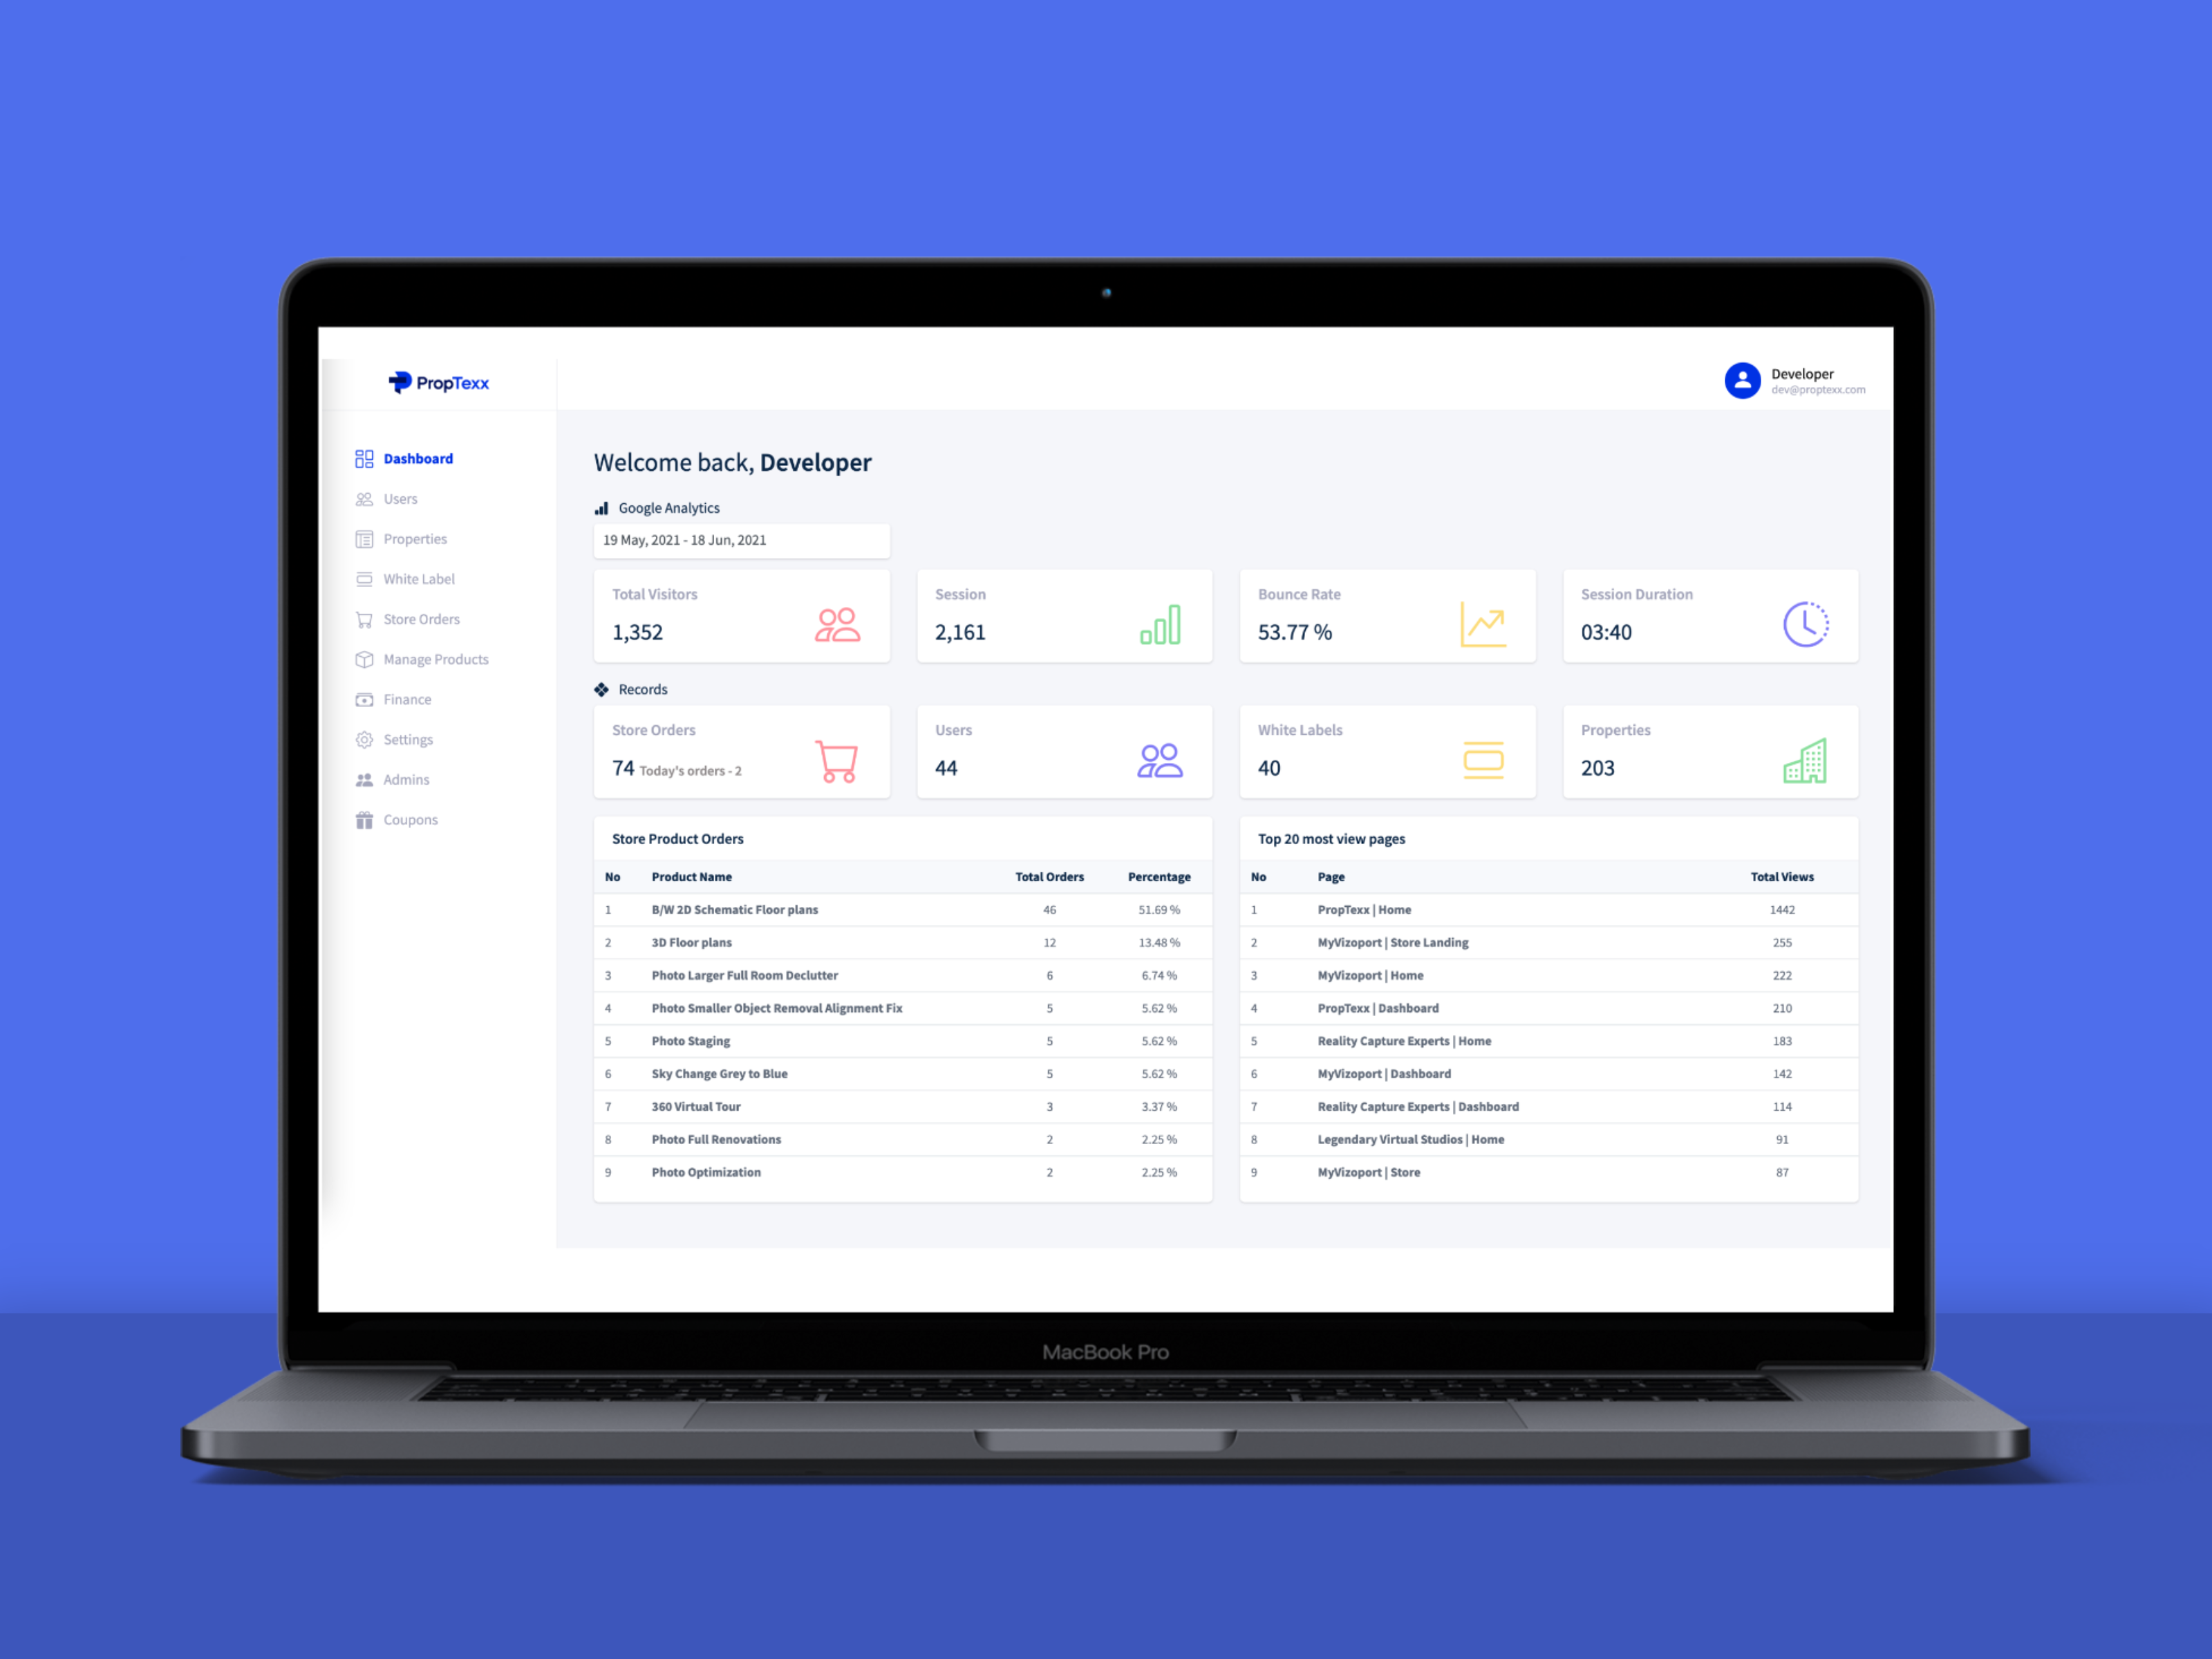 PropTexx
Developer
dev@proptexx.com
Dashboard
Users
Properties
White Label
Store Orders
Manage Products
Finance
Settings
Admins
Coupons
Welcome back, Developer
Google Analytics
19 May, 2021 - 18 Jun, 2021
Total Visitors
1,352
Session
2,161
Bounce Rate
53.77 %
Session Duration
03:40
Records
Store Orders
74 Today's orders - 2
Users
44
White Labels
40
Properties
203
Store Product Orders
No Product Name Total Orders Percentage
1 B/W 2D Schematic Floor plans 46 51.69 %
2 3D Floor plans 12 13.48 %
3 Photo Larger Full Room Declutter 6 6.74 %
4 Photo Smaller Object Removal Alignment Fix 5 5.62 %
5 Photo Staging 5 5.62 %
6 Sky Change Grey to Blue 5 5.62 %
7 360 Virtual Tour 3 3.37 %
8 Photo Full Renovations 2 2.25 %
9 Photo Optimization 2 2.25 %
Top 20 most view pages
No Page Total Views
1 PropTexx | Home 1442
2 MyVizoport | Store Landing 255
3 MyVizoport | Home 222
4 PropTexx | Dashboard 210
5 Reality Capture Experts | Home 183
6 MyVizoport | Dashboard 142
7 Reality Capture Experts | Dashboard 114
8 Legendary Virtual Studios | Home 91
9 MyVizoport | Store 87
MacBook Pro